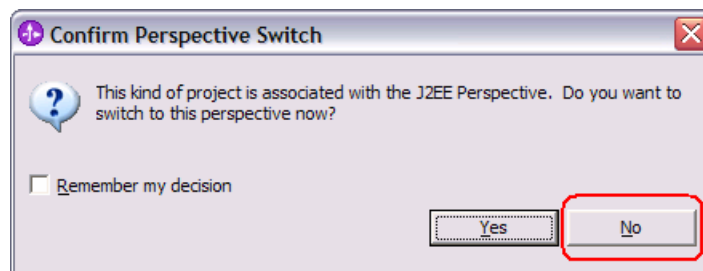 Confirm Perspective Switch
This kind of project is associated with the J2EE Perspective. Do you want to
switch to this perspective now?
Remember my decision
Yes No